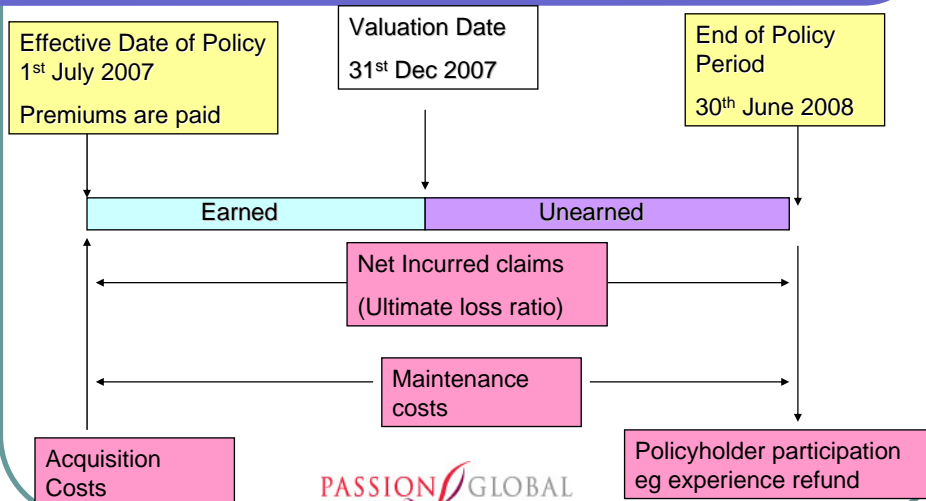 Effective Date of Policy
1st July 2007
Premiums are paid
Valuation Date
31st Dec 2007
End of Policy
Period
30th June 2008
Earned
Unearned
Net Incurred claims
(Ultimate loss ratio)
Maintenance
costs
Acquisition
Costs
Policyholder participation
eg experience refund
PASSION GLOBAL